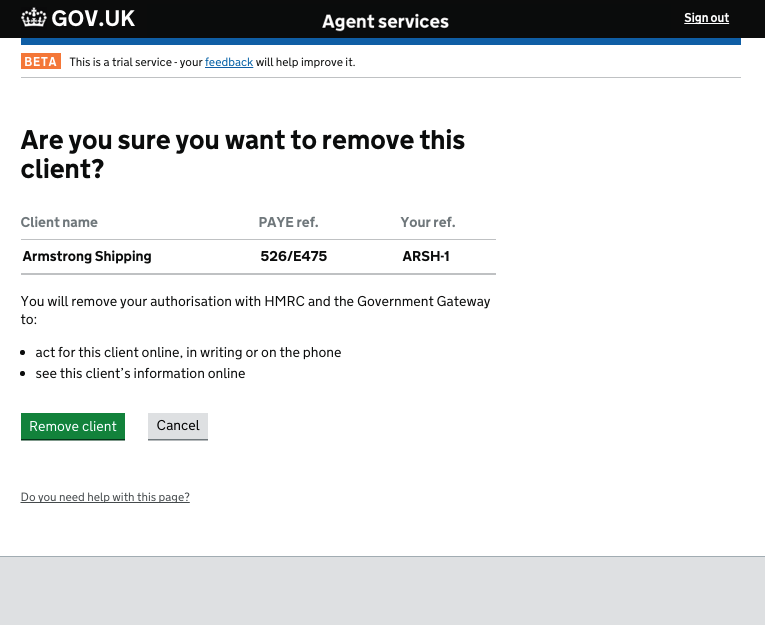 GOV.UK Agent services Sign out
BETA This is a trial service - your feedback will help improve it.
Are you sure you want to remove this
client?
Client name PAYE ref. Your ref.
Armstrong Shipping 526/E475 ARSH-1
You will remove your authorisation with HMRC and the Government Gateway
to:
• act for this client online, in writing or on the phone
• see this client’s information online
Remove client Cancel
Do you need help with this page?